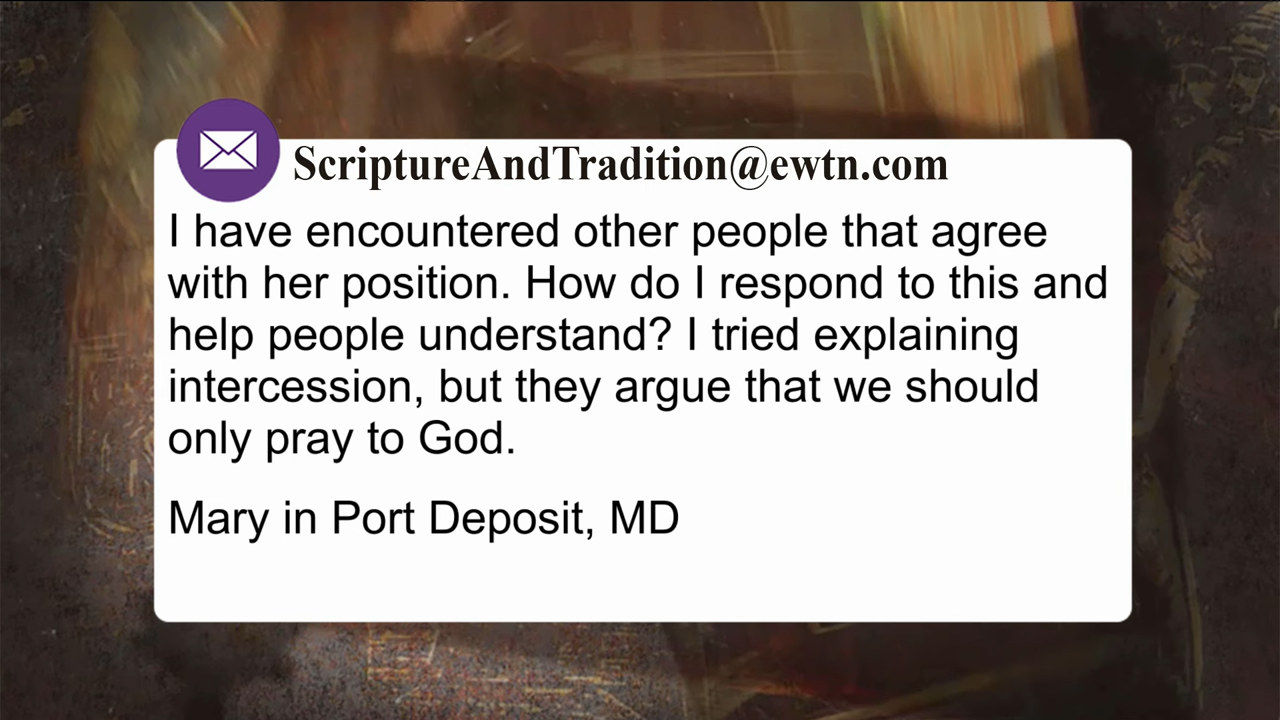 ScriptureAndTradition@ewtn.com
I have encountered other people that agree
with her position. How do I respond to this and
help people understand? I tried explaining
intercession, but they argue that we should
only pray to God.
Mary in Port Deposit, MD